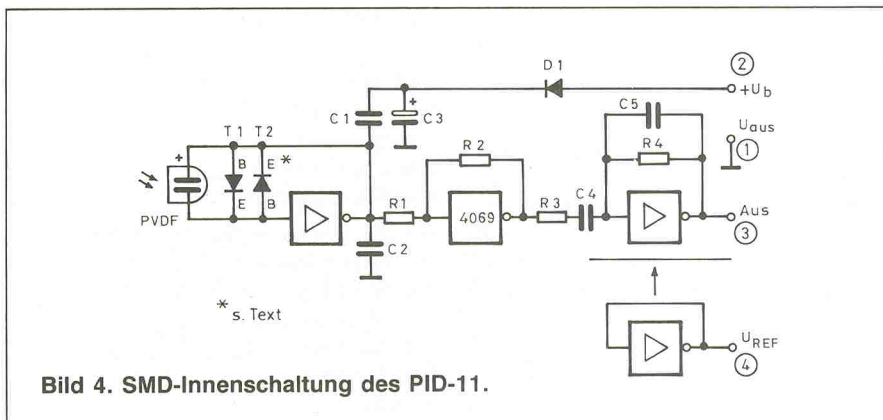 D1
②
+Ub
C5
Uaus
①
C1
+
C3
R4
T1
T2
*
R2
+
B
E
R1
4069
R3
C4
Aus
③
E
B
PVDF
C2
* s. Text
UREF
④
Bild 4. SMD-Innenschaltung des PID-11.